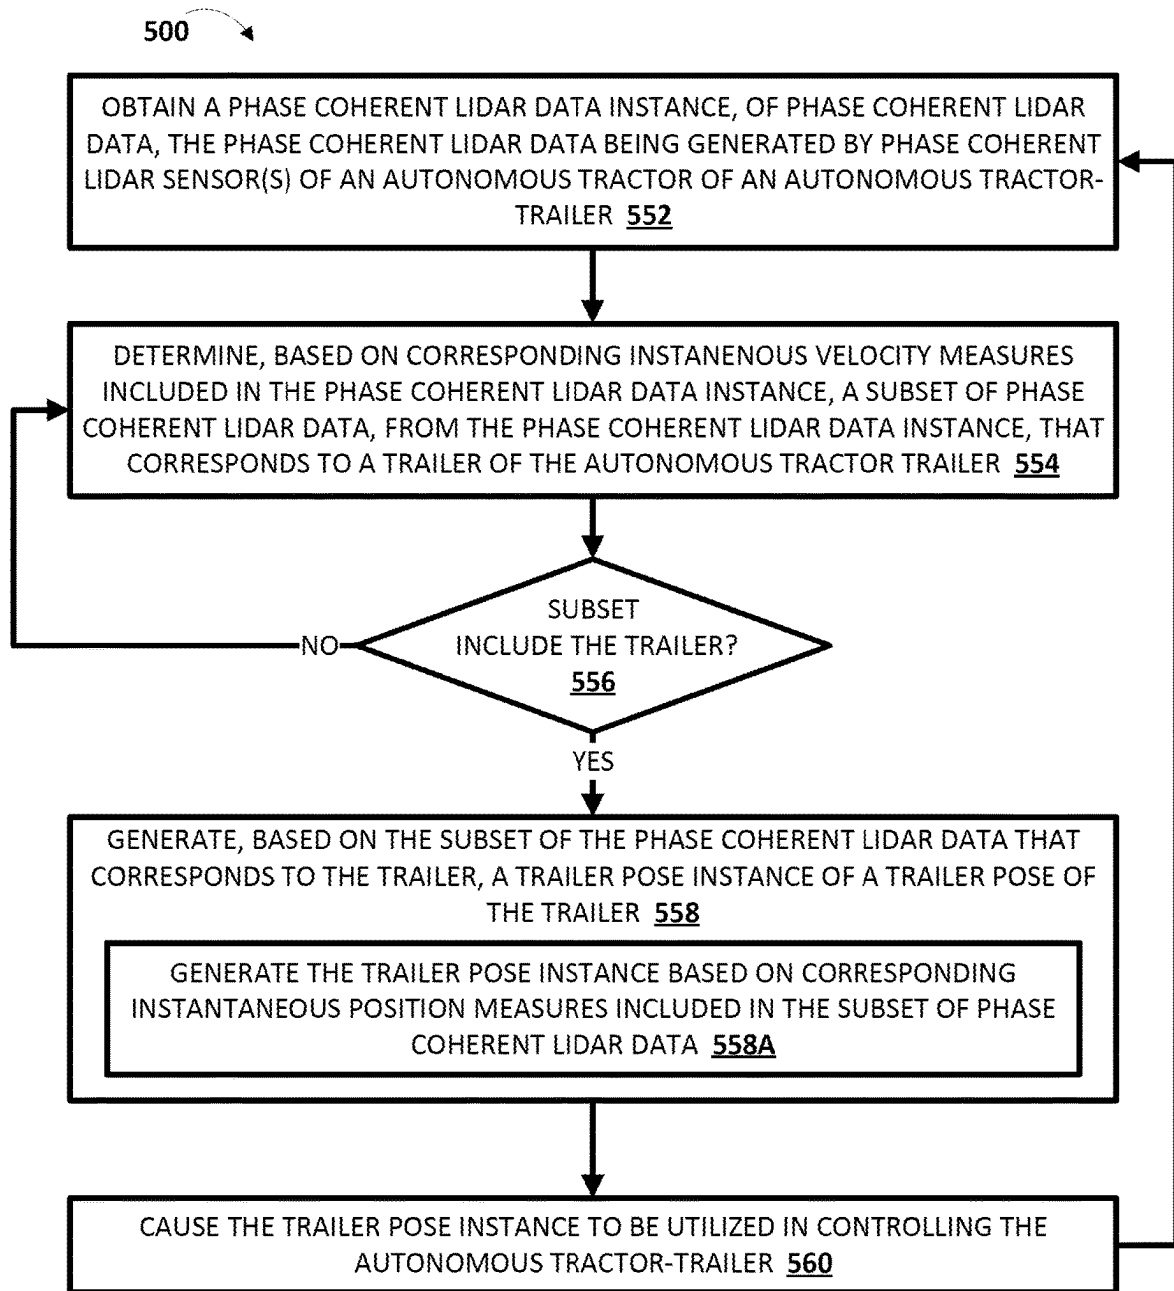 500
OBTAIN A PHASE COHERENT LIDAR DATA INSTANCE, OF PHASE COHERENT LIDAR
DATA, THE PHASE COHERENT LIDAR DATA BEING GENERATED BY PHASE COHERENT
LIDAR SENSOR(S) OF AN AUTONOMOUS TRACTOR OF AN AUTONOMOUS TRACTOR-
TRAILER 552
DETERMINE, BASED ON CORRESPONDING INSTANENOUS VELOCITY MEASURES
INCLUDED IN THE PHASE COHERENT LIDAR DATA INSTANCE, A SUBSET OF PHASE
COHERENT LIDAR DATA, FROM THE PHASE COHERENT LIDAR DATA INSTANCE, THAT
CORRESPONDS TO A TRAILER OF THE AUTONOMOUS TRACTOR TRAILER 554
SUBSET
INCLUDE THE TRAILER?
556
NO
YES
GENERATE, BASED ON THE SUBSET OF THE PHASE COHERENT LIDAR DATA THAT
CORRESPONDS TO THE TRAILER, A TRAILER POSE INSTANCE OF A TRAILER POSE OF
THE TRAILER 558
GENERATE THE TRAILER POSE INSTANCE BASED ON CORRESPONDING
INSTANTANEOUS POSITION MEASURES INCLUDED IN THE SUBSET OF PHASE
COHERENT LIDAR DATA 558A
CAUSE THE TRAILER POSE INSTANCE TO BE UTILIZED IN CONTROLLING THE
AUTONOMOUS TRACTOR-TRAILER 560